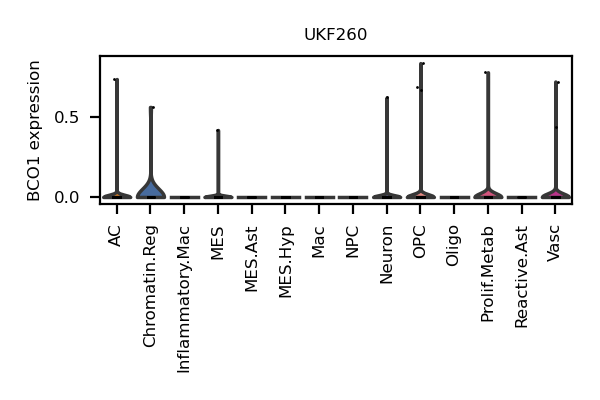 UKF260
BCO1 expression
0.5
0.0
AC
Chromatin.Reg
Inflammatory.Mac
MES
MES.Ast
MES.Hyp
Mac
NPC
Neuron
OPC
Oligo
Prolif.Metab
Reactive.Ast
Vasc